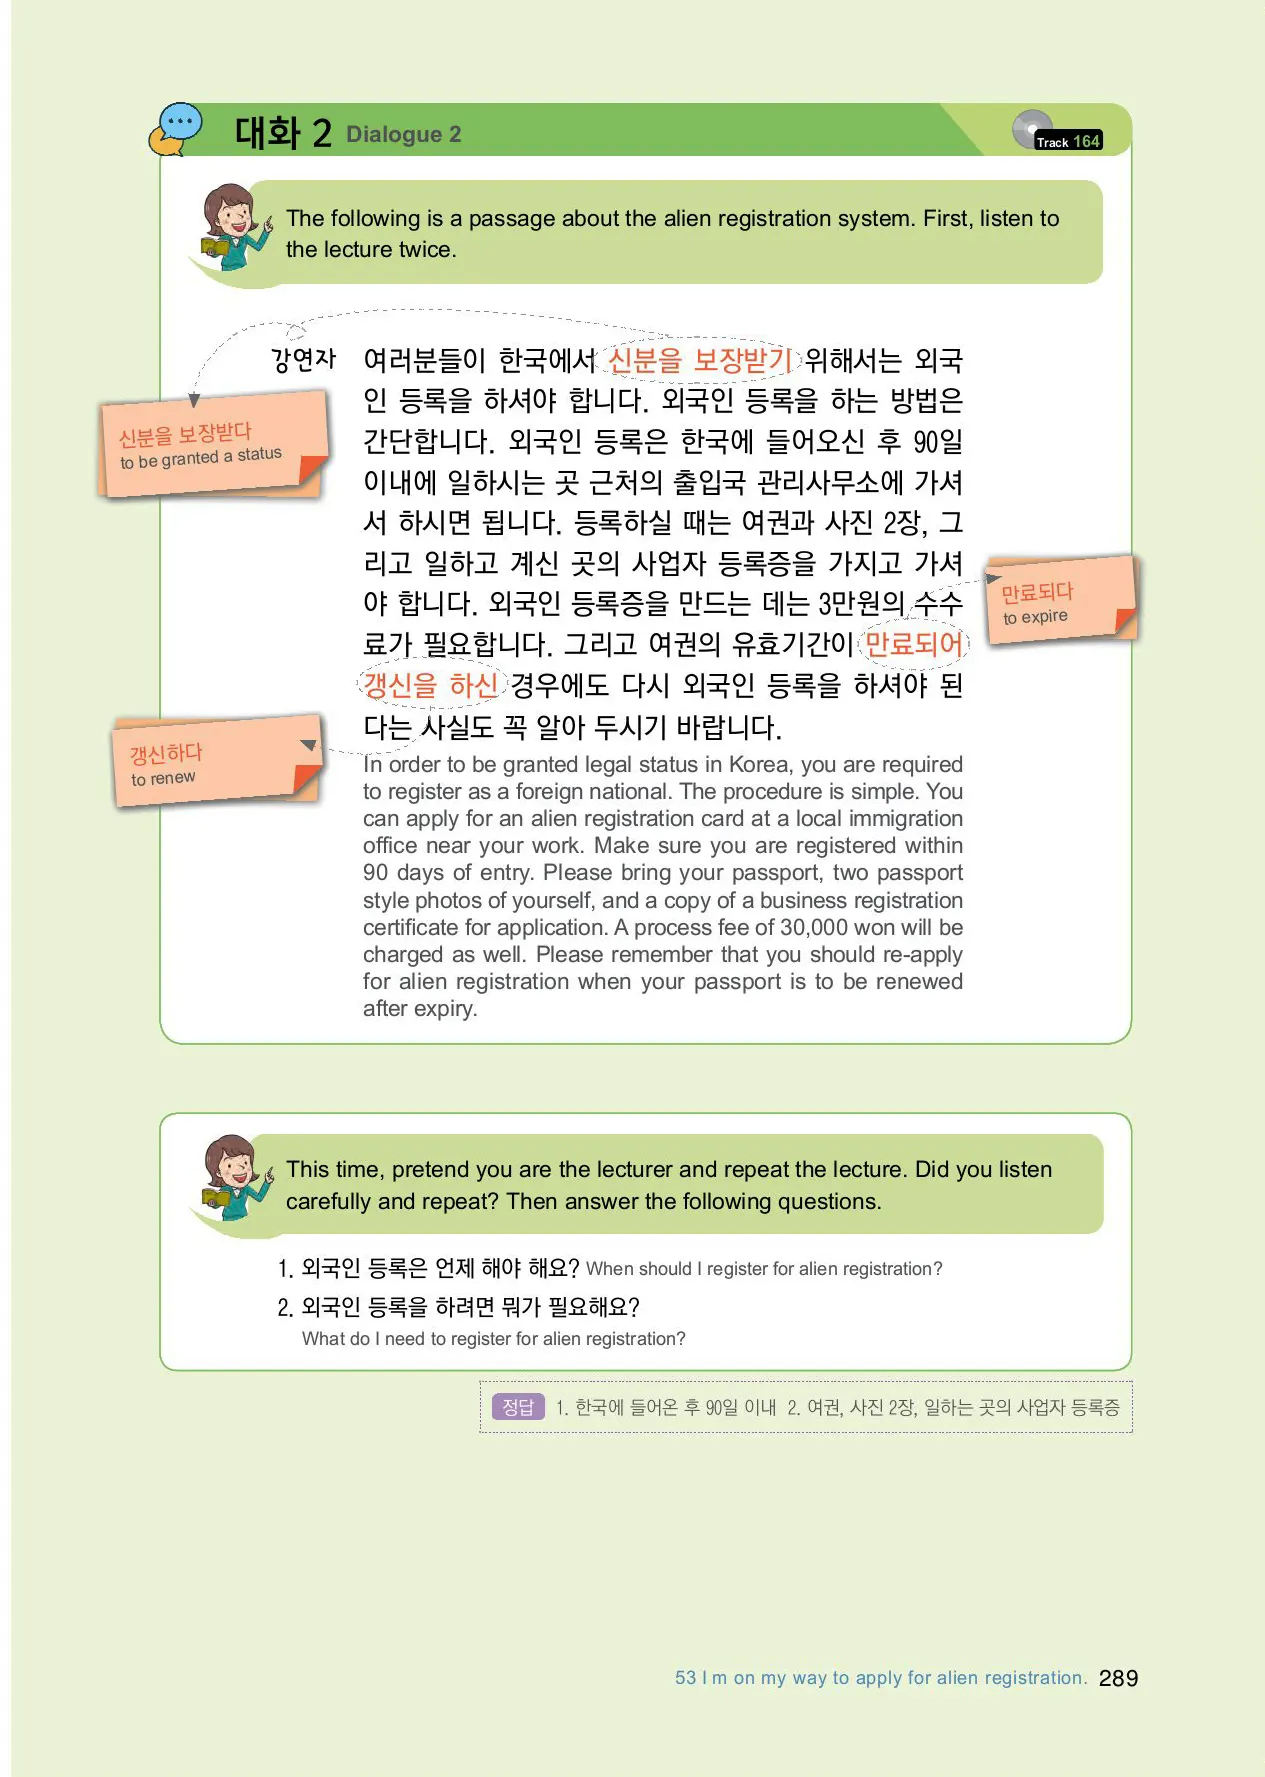 대화 2 Dialogue 2
Track 164
The following is a passage about the alien registration system. First, listen to
the lecture twice.
강연자 여러분들이 한국에서 신분을 보장받기 위해서는 외국
인 등록을 하셔야 합니다. 외국인 등록을 하는 방법은
간단합니다. 외국인 등록은 한국에 들어오신 후 90일
이내에 일하시는 곳 근처의 출입국 관리사무소에 가셔
서 하시면 됩니다. 등록하실 때는 여권과 사진 2장, 그
리고 일하고 계신 곳의 사업자 등록증을 가지고 가셔
야 합니다. 외국인 등록증을 만드는 데는 3만원의 수수
료가 필요합니다. 그리고 여권의 유효기간이 만료되어
갱신을 하신 경우에도 다시 외국인 등록을 하셔야 된
다는 사실도 꼭 알아 두시기 바랍니다.
신분을 보장받다
to be granted a status
만료되다
to expire
갱신하다
to renew
In order to be granted legal status in Korea, you are required
to register as a foreign national. The procedure is simple. You
can apply for an alien registration card at a local immigration
office near your work. Make sure you are registered within
90 days of entry. Please bring your passport, two passport
style photos of yourself, and a copy of a business registration
certificate for application. A process fee of 30,000 won will be
charged as well. Please remember that you should re-apply
for alien registration when your passport is to be renewed
after expiry.
This time, pretend you are the lecturer and repeat the lecture. Did you listen
carefully and repeat? Then answer the following questions.
1. 외국인 등록은 언제 해야 해요? When should I register for alien registration?
2. 외국인 등록을 하려면 뭐가 필요해요?
What do I need to register for alien registration?
정답 1. 한국에 들어온 후 90일 이내 2. 여권, 사진 2장, 일하는 곳의 사업자 등록증
53 I m on my way to apply for alien registration. 289